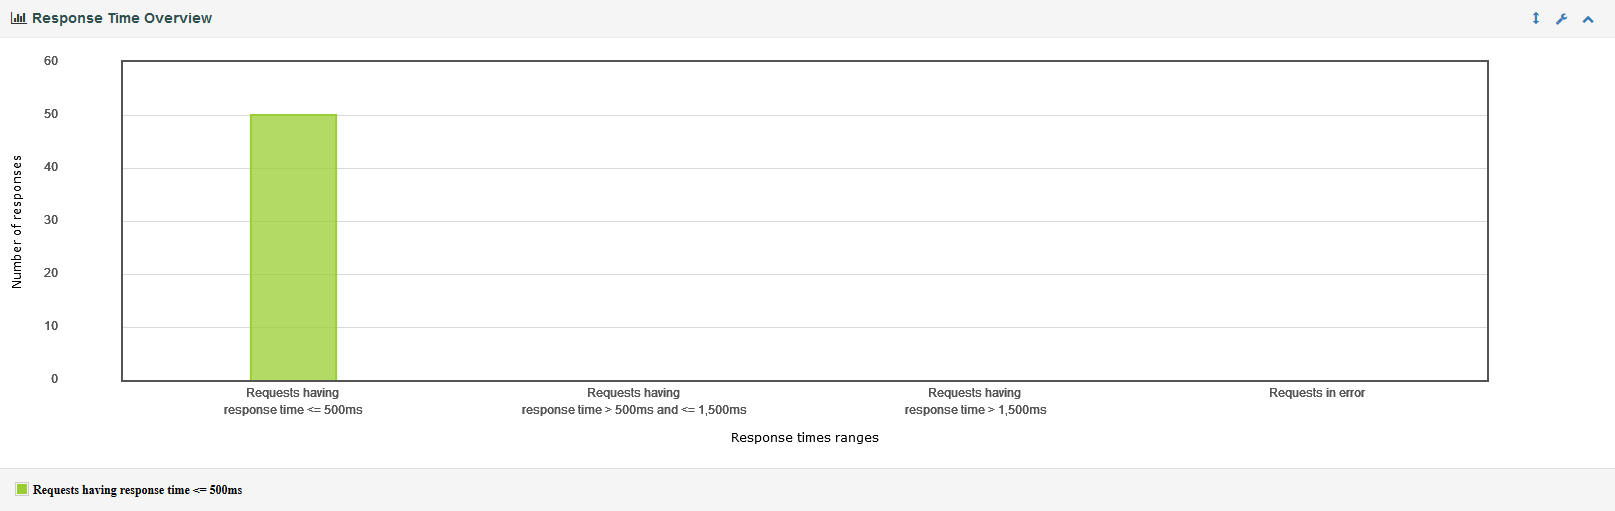 Response Time Overview
60
50
40
30
20
10
0
Number of responses
Requests having
response time <= 500ms
Requests having
response time > 500ms and <= 1,500ms
Requests having
response time > 1,500ms
Requests in error
Response times ranges
Requests having response time <= 500ms